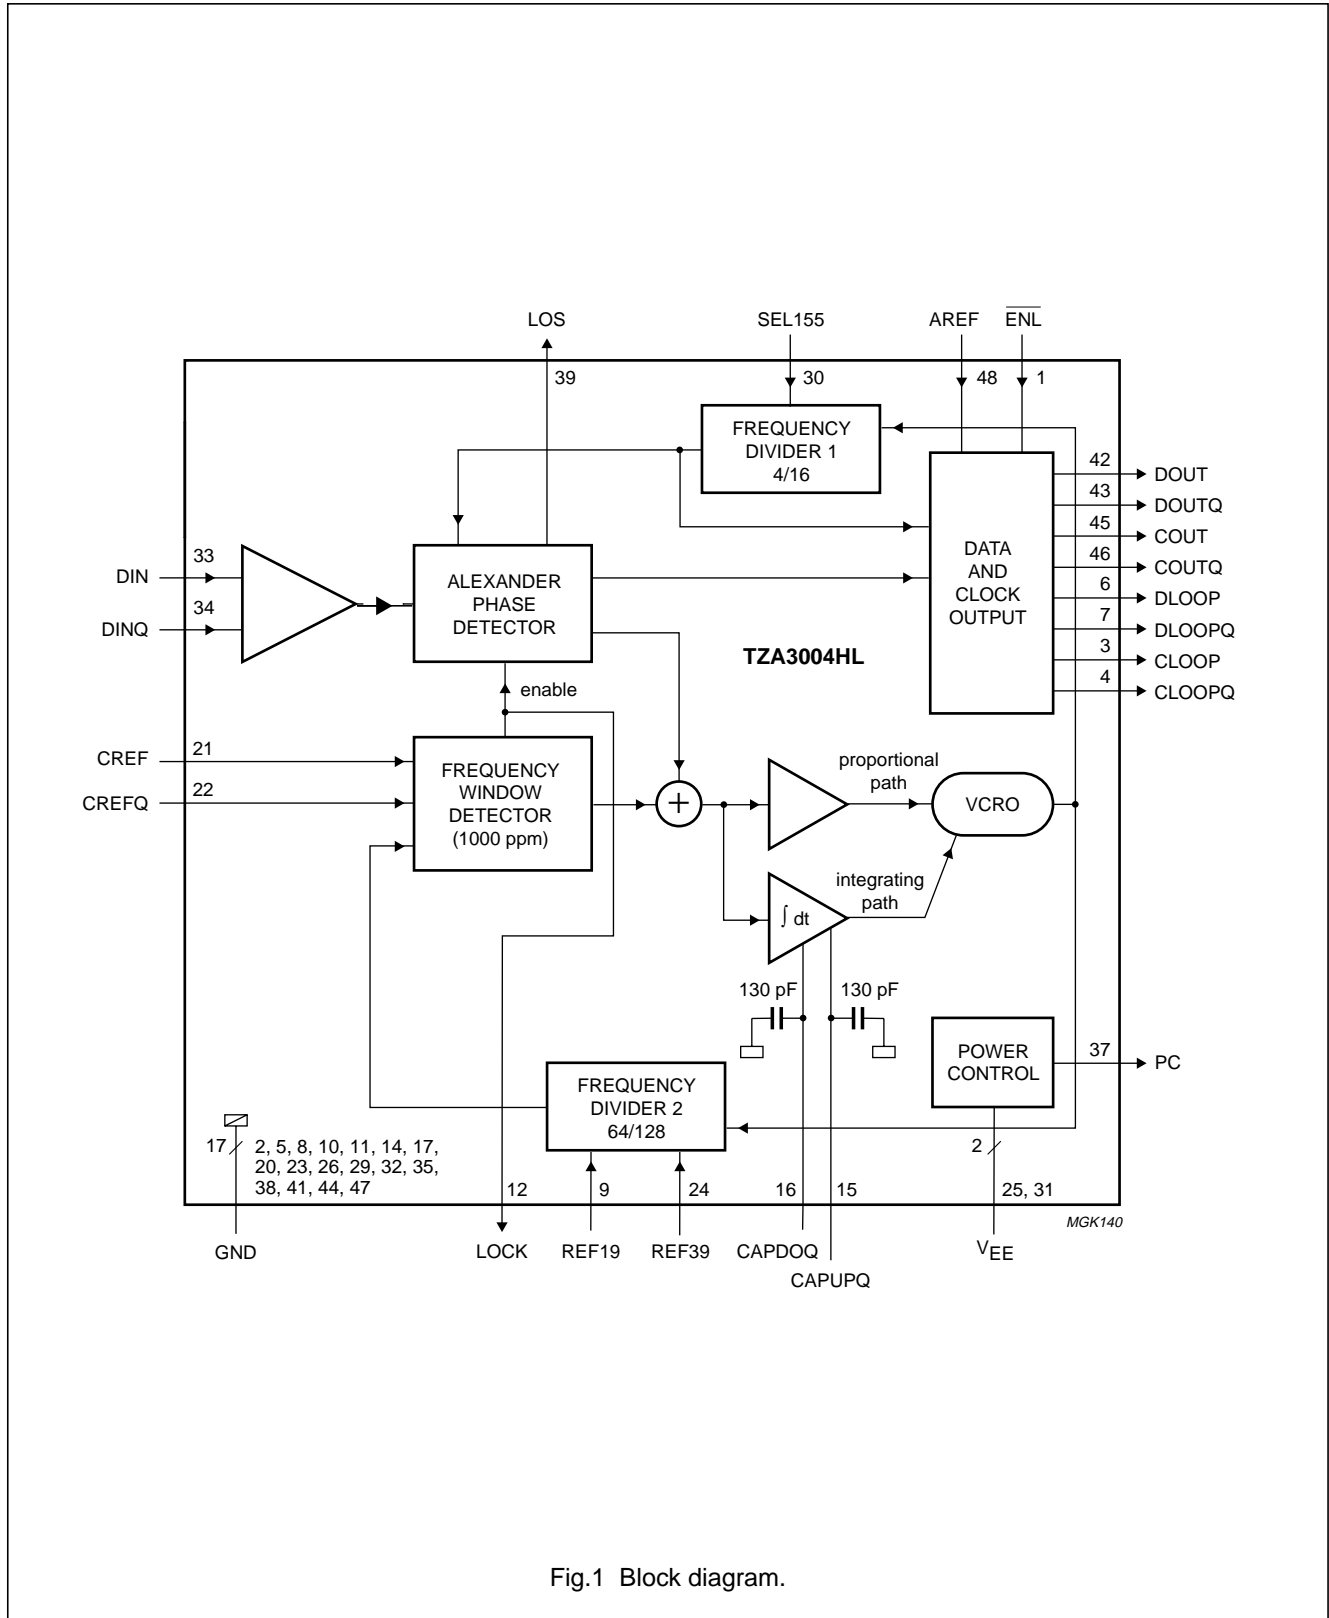 LOS
SEL155
AREF
ENL
39
30
48
1
FREQUENCY
DIVIDER 1
4/16
42
DOUT
43
DOUTQ
45
COUT
46
COUTQ
6
DLOOP
7
DLOOPQ
3
CLOOP
4
CLOOPQ
DATA
AND
CLOCK
OUTPUT
DIN
33
DINQ
34
ALEXANDER
PHASE
DETECTOR
TZA3004HL
enable
CREF
21
CREFQ
22
FREQUENCY
WINDOW
DETECTOR
(1000 ppm)
+
proportional
path
VCRO
integrating
path
∫ dt
130 pF
130 pF
POWER
CONTROL
37
PC
FREQUENCY
DIVIDER 2
64/128
17
2, 5, 8, 10, 11, 14, 17,
20, 23, 26, 29, 32, 35,
38, 41, 44, 47
2
12
9
24
16
15
25, 31
MGK140
GND
LOCK
REF19
REF39
CAPDOQ
CAPUPQ
VEE
Fig.1 Block diagram.